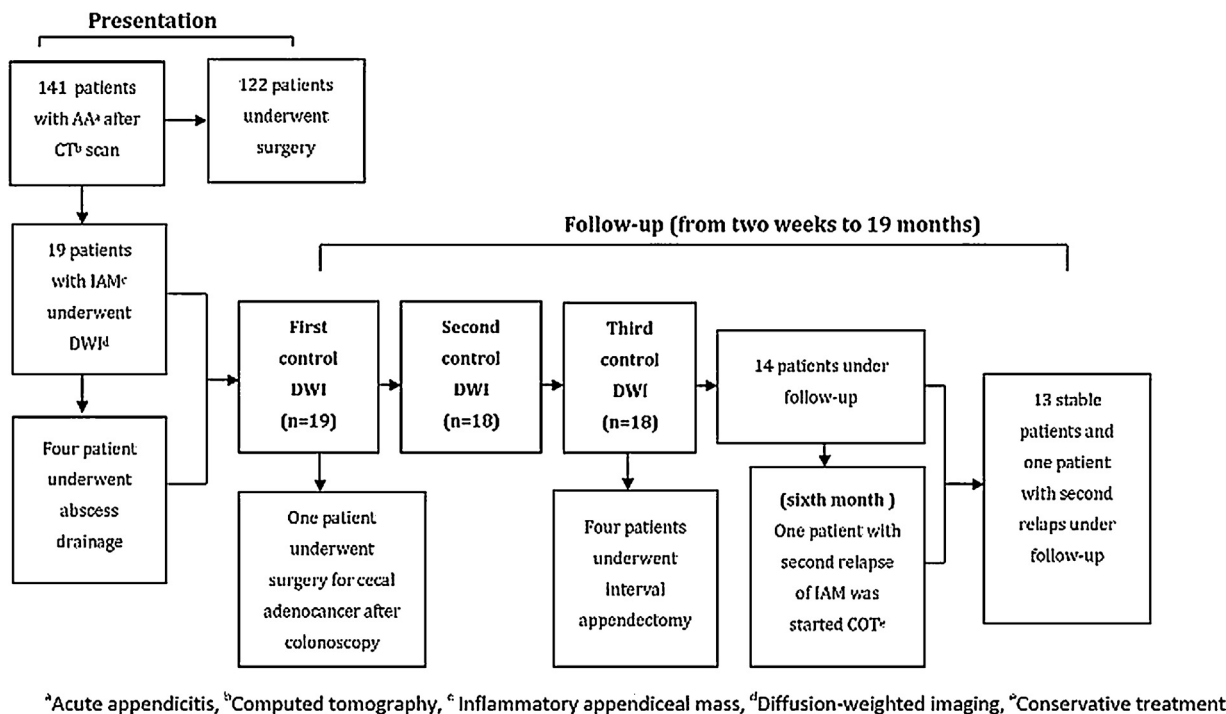 Presentation
141 patients
with AAᵃ after
CTᵇ scan
122 patients
underwent
surgery
19 patients
with IAMᶜ
underwent
DWIᵈ
Four patient
underwent
abscess
drainage
Follow-up (from two weeks to 19 months)
First
control
DWI
(n=19)
Second
control
DWI
(n=18)
Third
control
DWI
(n=18)
14 patients under
follow-up
One patient
underwent
surgery for cecal
adenocancer after
colonoscopy
Four patients
underwent
interval
appendectomy
(sixth month )
One patient with
second relapse
of IAM was
started COTᵉ
13 stable
patients and
one patient
with second
relaps under
follow-up
ᵃAcute appendicitis, ᵇComputed tomography, ᶜ Inflammatory appendiceal mass, ᵈDiffusion-weighted imaging, ᵉConservative treatment